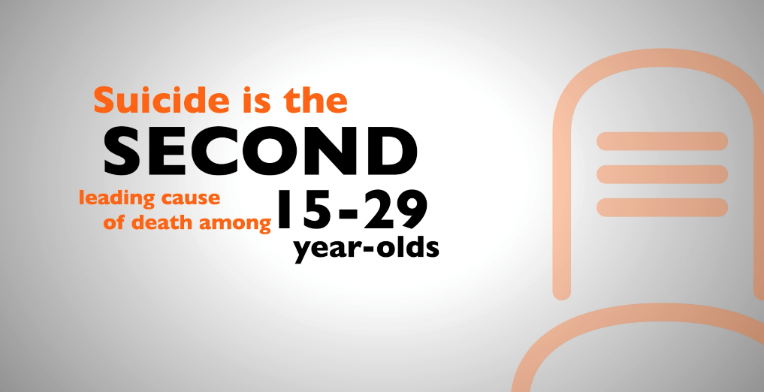 Suicide is the
SECOND
leading cause
of death among 15-29
year-olds